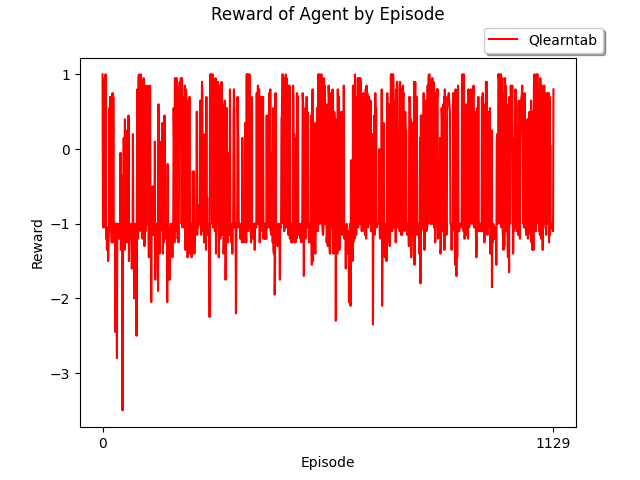 Reward of Agent by Episode
Qlearntab
1
0
−1
−2
−3
Reward
0
1129
Episode